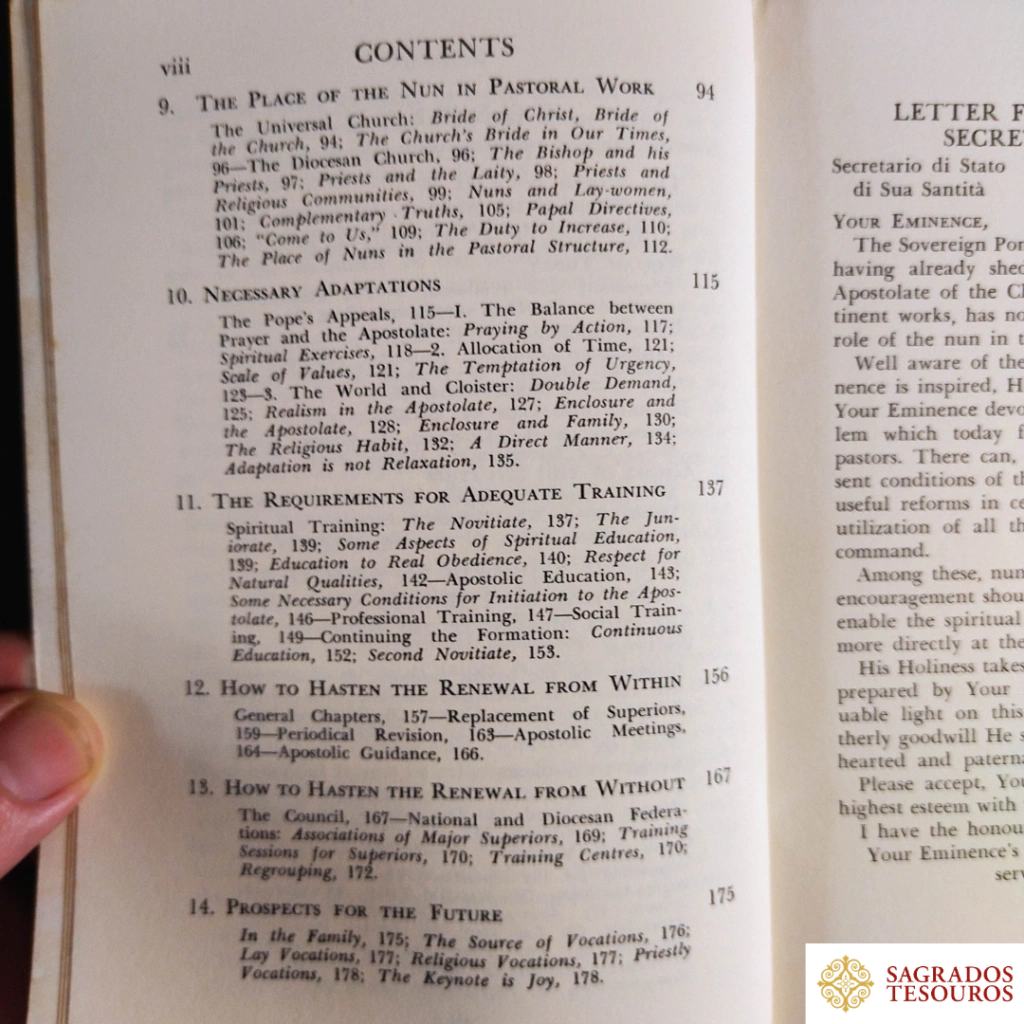 viii
CONTENTS
9. THE PLACE OF THE NUN IN PASTORAL WORK 94
The Universal Church: Bride of Christ, Bride of
the Church, 94; The Church's Bride in Our Times,
96—The Diocesan Church, 96; The Bishop and his
Priests, 97; Priests and the Laity, 98; Priests and
Religious Communities, 99; Nuns and Lay-women,
101; Complementary Truths, 105; Papal Directives,
106; "Come to Us," 109; The Duty to Increase, 110;
The Place of Nuns in the Pastoral Structure, 112.
10. NECESSARY ADAPTATIONS 115
The Pope's Appeals, 115—I. The Balance between
Prayer and the Apostolate: Praying by Action, 117;
Spiritual Exercises, 118—2. Allocation of Time, 121;
Scale of Values, 121; The Temptation of Urgency,
123—3. The World and Cloister: Double Demand,
125; Realism in the Apostolate, 127; Enclosure and
the Apostolate, 128; Enclosure and Family, 130;
The Religious Habit, 132; A Direct Manner, 134;
Adaptation is not Relaxation, 135.
11. THE REQUIREMENTS FOR ADEQUATE TRAINING 137
Spiritual Training: The Novitiate, 137; The Jun-
iorate, 139; Some Aspects of Spiritual Education,
139; Education to Real Obedience, 140; Respect for
Natural Qualities, 142—Apostolic Education, 143;
Some Necessary Conditions for Initiation to the Apos-
tolate, 146—Professional Training, 147—Social Train-
ing, 149—Continuing the Formation: Continuous
Education, 152; Second Novitiate, 153.
12. HOW TO HASTEN THE RENEWAL FROM WITHIN 156
General Chapters, 157—Replacement of Superiors,
159—Periodical Revision, 163—Apostolic Meetings,
164—Apostolic Guidance, 166.
13. HOW TO HASTEN THE RENEWAL FROM WITHOUT 167
The Council, 167—National and Diocesan Federa-
tions: Associations of Major Superiors, 169; Training
Sessions for Superiors, 170; Training Centres, 170;
Regrouping, 172.
14. PROSPECTS FOR THE FUTURE 175
In the Family, 175; The Source of Vocations, 176;
Lay Vocations, 177; Religious Vocations, 177; Priestly
Vocations, 178; The Keynote is Joy, 178.
LETTER F
SECRE
Secretario di Stato
di Sua Santità
YOUR EMINENCE,
The Sovereign Pon
having already shed
Apostolate of the Cl
tinent works, has no
role of the nun in t
Well aware of the
nence is inspired, H
Your Eminence devo
lem which today f
pastors. There can,
sent conditions of th
useful reforms in ce
utilization of all th
command.
Among these, nun
encouragement shou
enable the spiritual
more directly at the
His Holiness takes
prepared by Your
uable light on this
therly goodwill He s
hearted and paterna
Please accept, You
highest esteem with
I have the honou
Your Eminence's
serv
SAGRADOS
TESOUROS